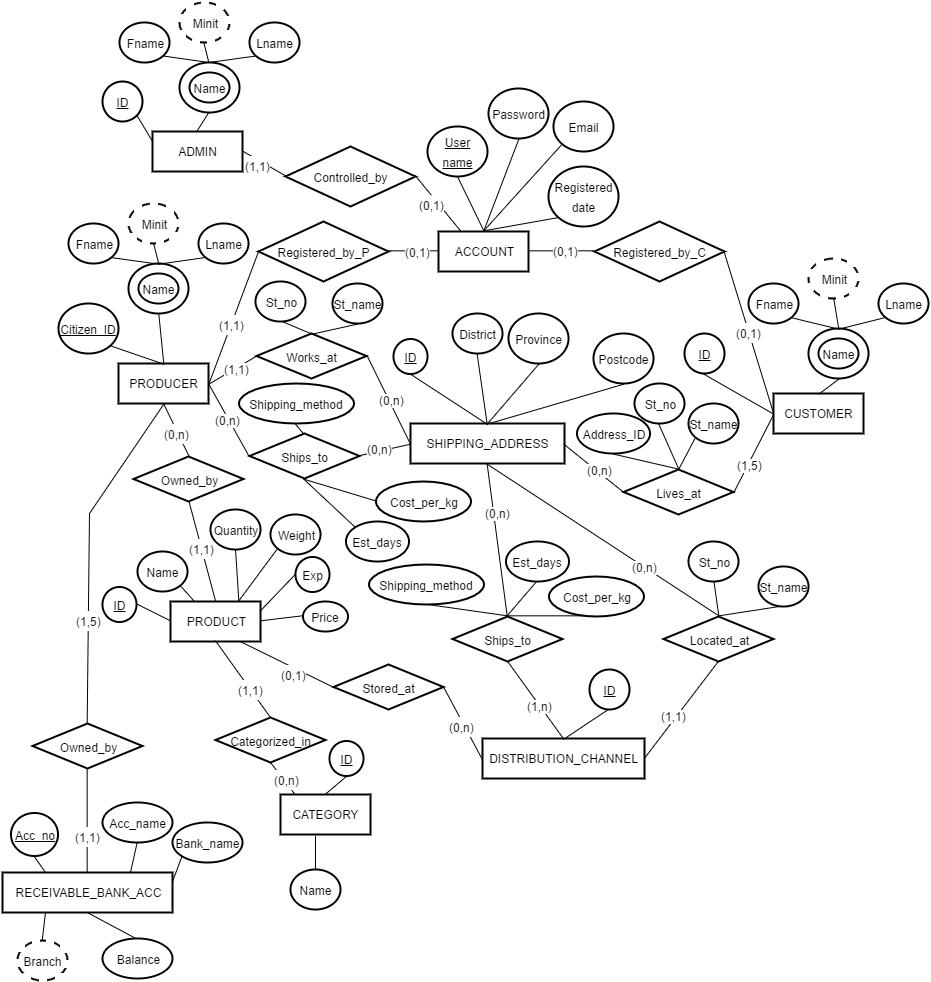 Minit
Fname
Lname
Name
ID
ADMIN
(1,1)
Controlled_by
(0,1)
User
name
Password
Email
Registered
date
ACCOUNT
Minit
Fname
Lname
Name
Citizen_ID
Registered_by_P
(0,1)
(0,1)
Registered_by_C
Minit
Fname
Lname
Name
ID
CUSTOMER
(0,1)
(1,1)
St_no
St_name
Works_at
(1,1)
(0,n)
PRODUCER
ID
District
Province
Postcode
SHIPPING_ADDRESS
Shipping_method
(0,n)
Ships_to
(0,n)
Cost_per_kg
Est_days
St_no
Address_ID
St_name
(0,n)
Lives_at
(1,5)
(0,n)
Owned_by
(1,1)
Quantity
Weight
Name
Exp
ID
Price
PRODUCT
(0,n)
Est_days
Shipping_method
Cost_per_kg
Ships_to
(1,n)
(0,n)
St_no
St_name
Located_at
(1,1)
(1,5)
(0,1)
Stored_at
(0,n)
ID
DISTRIBUTION_CHANNEL
(1,1)
Categorized_in
(0,n)
ID
CATEGORY
Name
Owned_by
(1,1)
Acc_no
Acc_name
Bank_name
RECEIVABLE_BANK_ACC
Branch
Balance